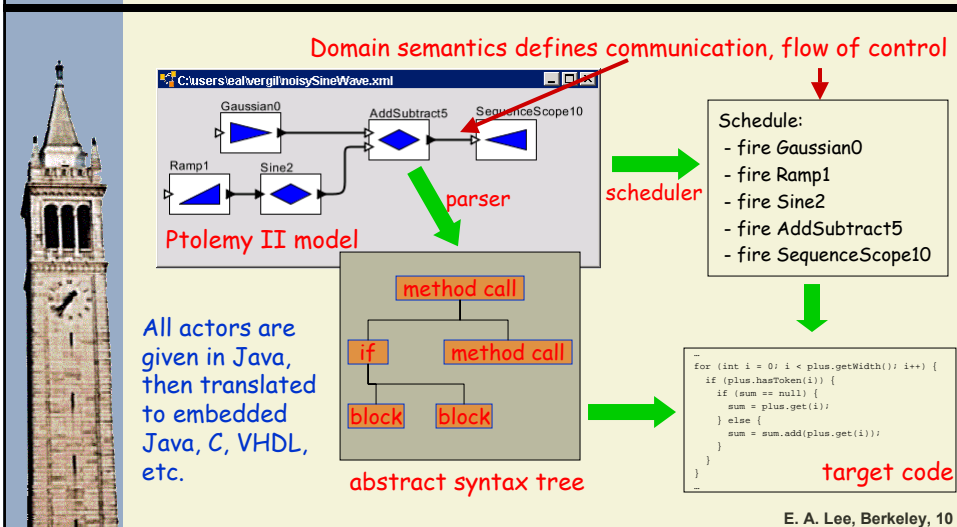 Domain semantics defines communication, flow of control
C:\users\eal\vergil\noisySineWave.xml
Gaussian0
AddSubtract5
SequenceScope10
Ramp1
Sine2
Ptolemy II model
parser
scheduler
Schedule:
- fire Gaussian0
- fire Ramp1
- fire Sine2
- fire AddSubtract5
- fire SequenceScope10
method call
if
method call
block
block
abstract syntax tree
All actors are
given in Java,
then translated
to embedded
Java, C, VHDL,
etc.
…
for (int i = 0; i < plus.getWidth(); i++) {
if (plus.hasToken(i)) {
if (sum == null) {
sum = plus.get(i);
} else {
sum = sum.add(plus.get(i));
}
}
}
…
target code
E. A. Lee, Berkeley, 10